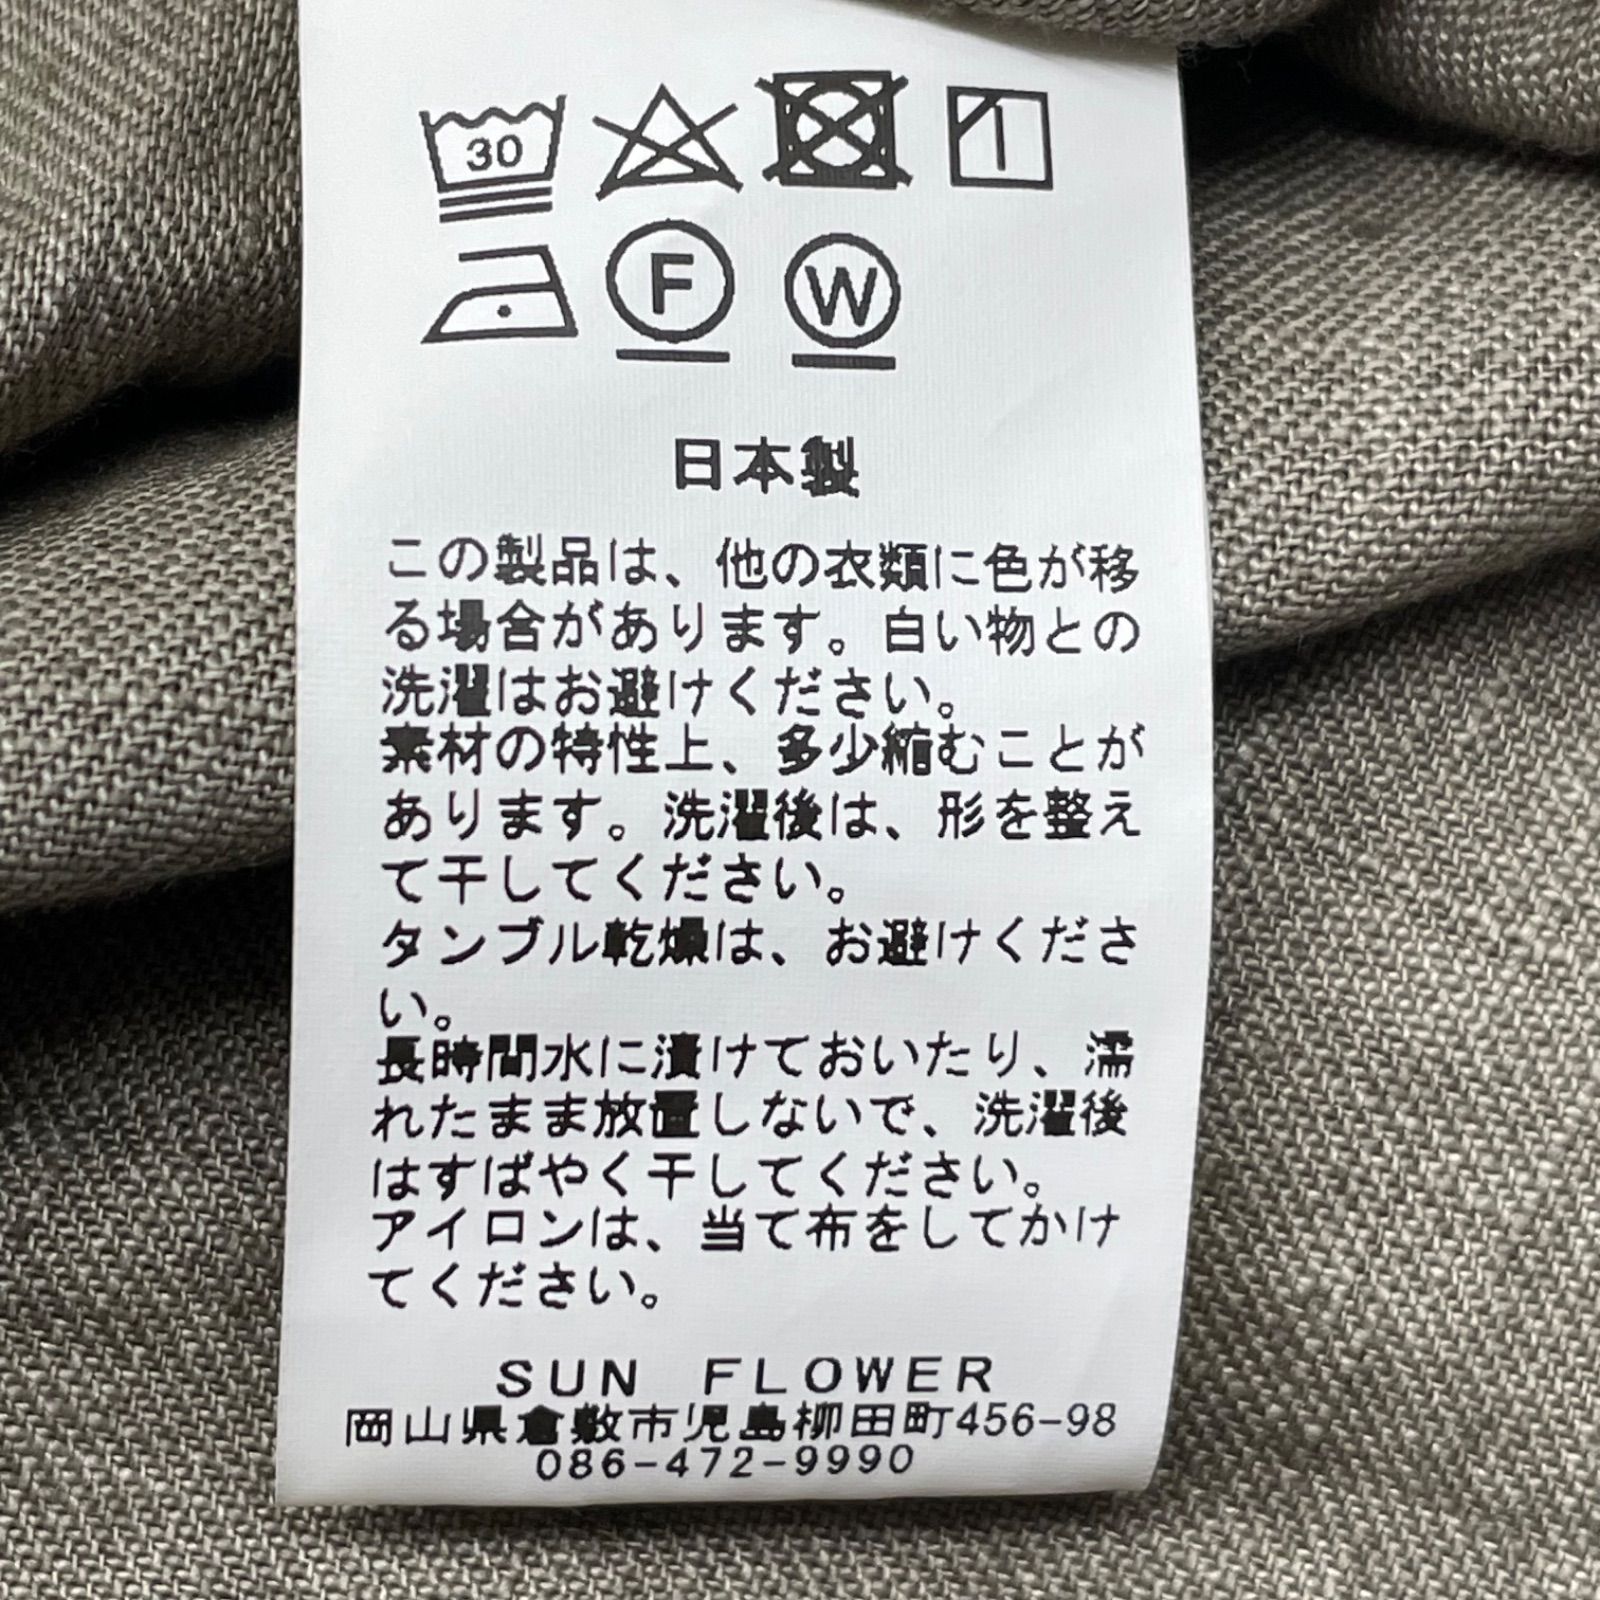 30
F W
日本製
この製品は、他の衣類に色が移
る場合があります。白い物との
洗濯はお避けください。
素材の特性上、多少縮むことが
あります。洗濯後は、形を整え
て干してください。
タンブル乾燥は、お避けくださ
い。
長時間水に漬けておいたり、濡
れたまま放置しないで、洗濯後
はすばやく干してください。
アイロンは、当て布をしてかけ
てください。
SUN FLOWER
岡山県倉敷市児島柳田町456-98
086-472-9990